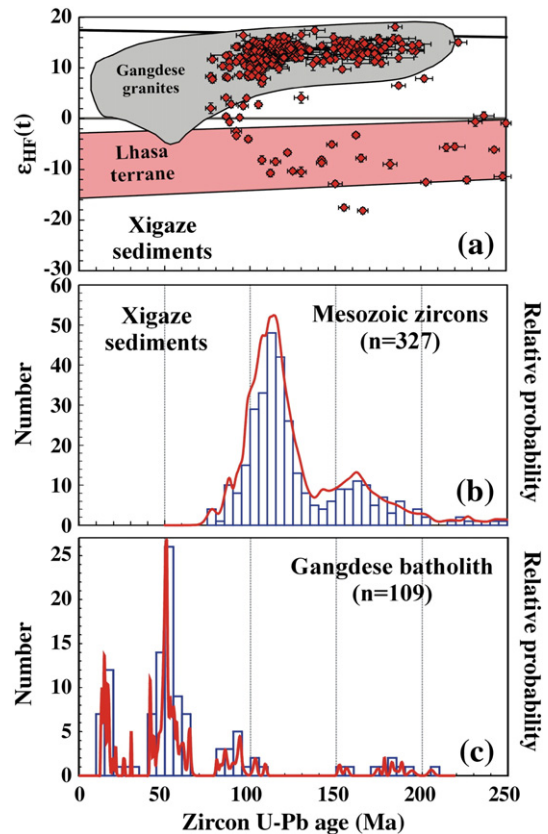 20
10
0
-10
-20
-30
εHF(t)
Gangdese
granites
Lhasa
terrane
Xigaze
sediments
(a)
60
50
40
30
20
10
0
Number
Xigaze
sediments
Mesozoic zircons
(n=327)
(b)
Relative probability
25
20
15
10
5
0
Number
Gangdese batholith
(n=109)
(c)
Relative probability
0 50 100 150 200 250
Zircon U-Pb age (Ma)